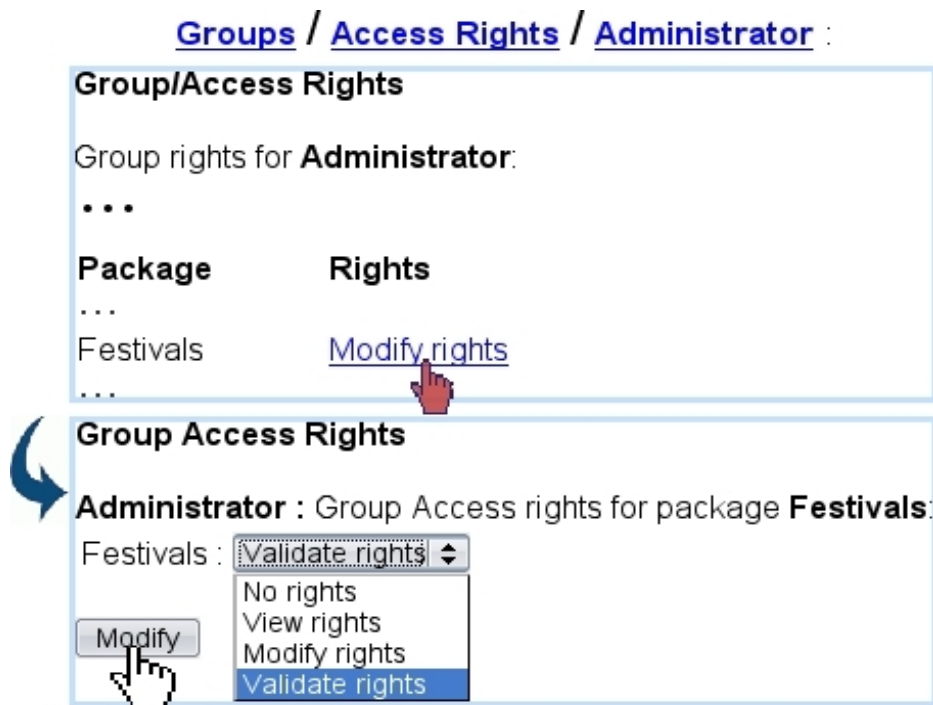 Groups / Access Rights / Administrator :
Group/Access Rights
Group rights for Administrator:
...
Package Rights
...
Festivals Modify rights
...
Group Access Rights
Administrator : Group Access rights for package Festivals:
Festivals : Validate rights
No rights
View rights
Modify rights
Validate rights
Modify